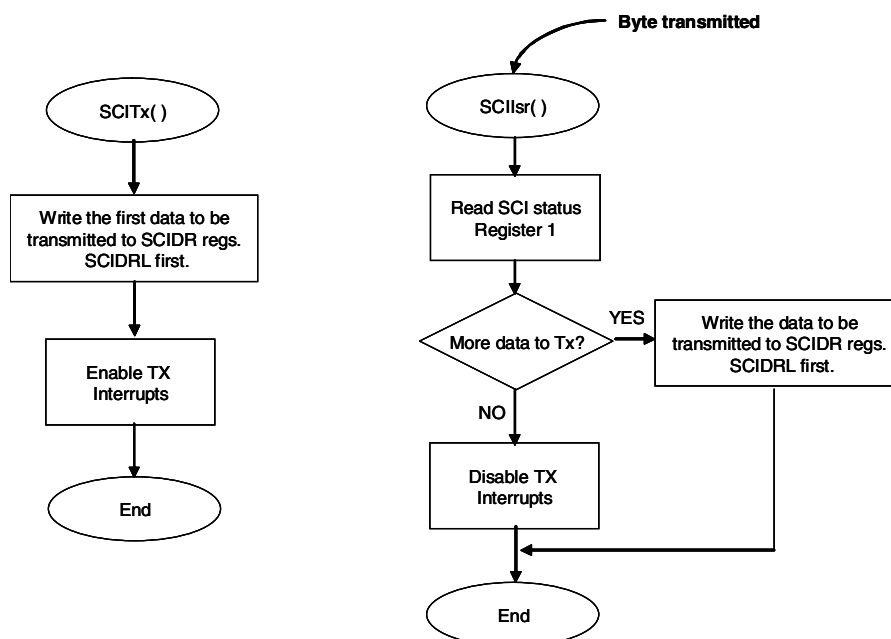 Byte transmitted
SCITx( )
Write the first data to be
transmitted to SCIDR regs.
SCIDRL first.
Enable TX
Interrupts
End
SCIIsr( )
Read SCI status
Register 1
More data to Tx?
YES
Write the data to be
transmitted to SCIDR regs.
SCIDRL first.
NO
Disable TX
Interrupts
End